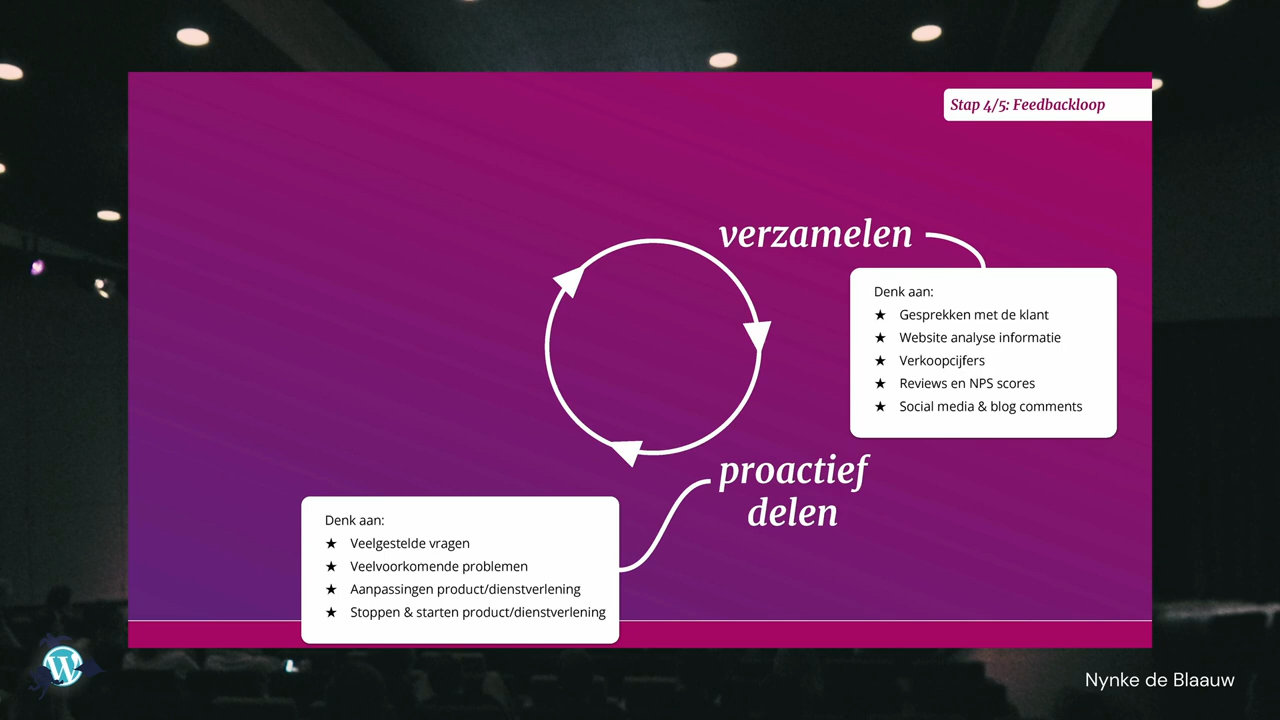 Stap 4/5: Feedbackloop
verzamelen
Denk aan:
★ Gesprekken met de klant
★ Website analyse informatie
★ Verkoopcijfers
★ Reviews en NPS scores
★ Social media & blog comments
proactief
delen
Denk aan:
★ Veelgestelde vragen
★ Veelvoorkomende problemen
★ Aanpassingen product/dienstverlening
★ Stoppen & starten product/dienstverlening
Nynke de Blaauw